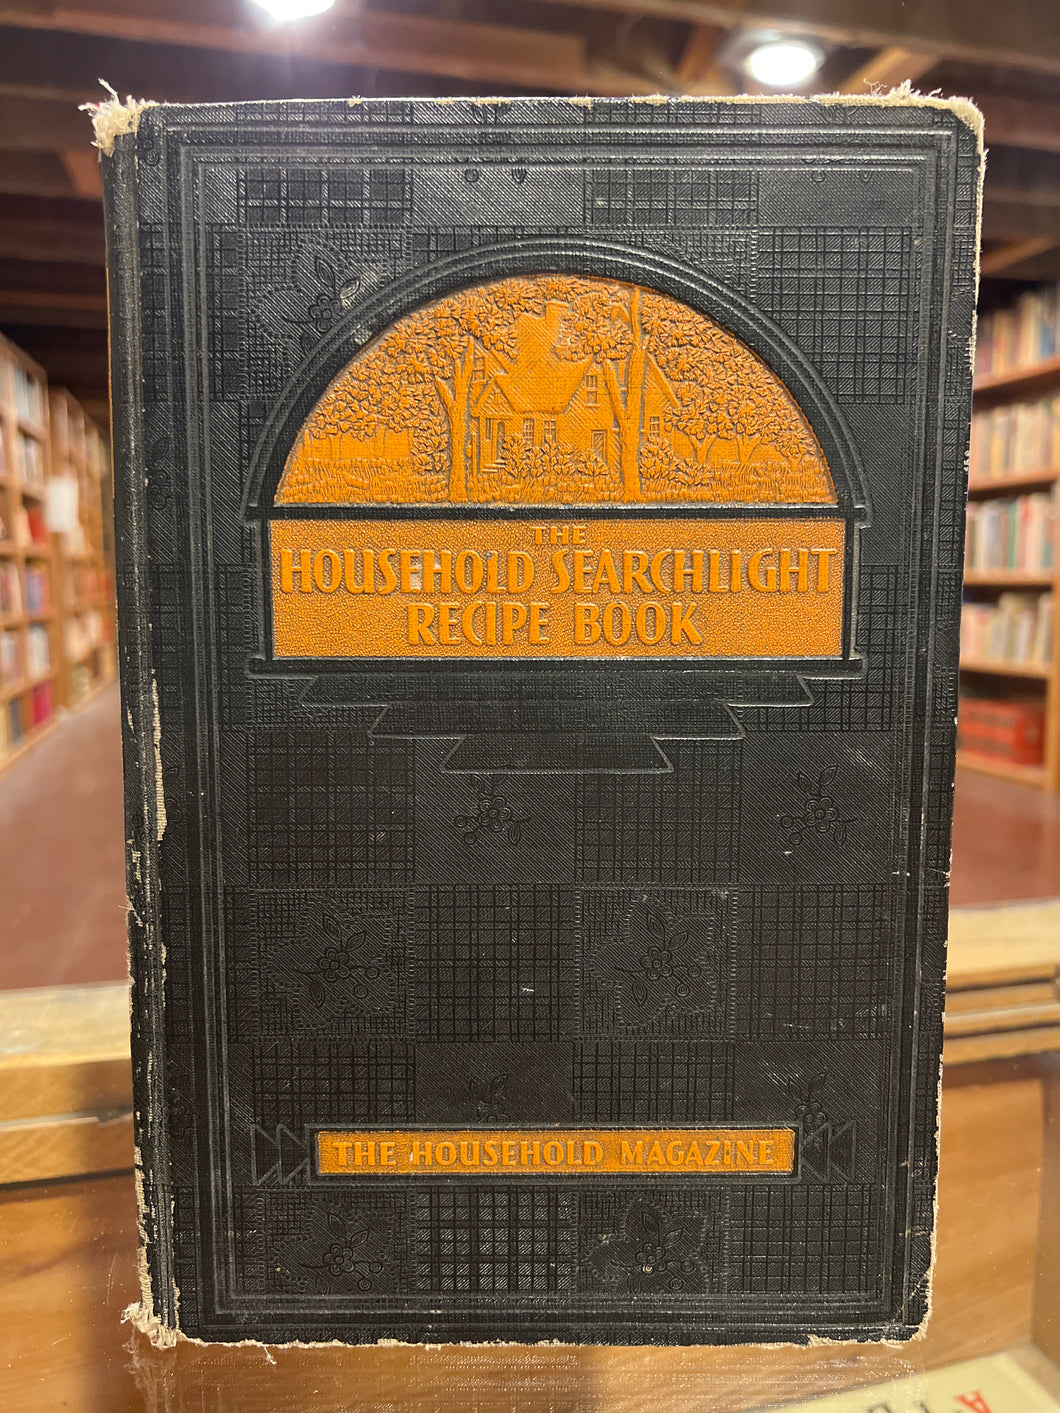 THE
HOUSEHOLD SEARCHLIGHT
RECIPE BOOK
THE HOUSEHOLD MAGAZINE